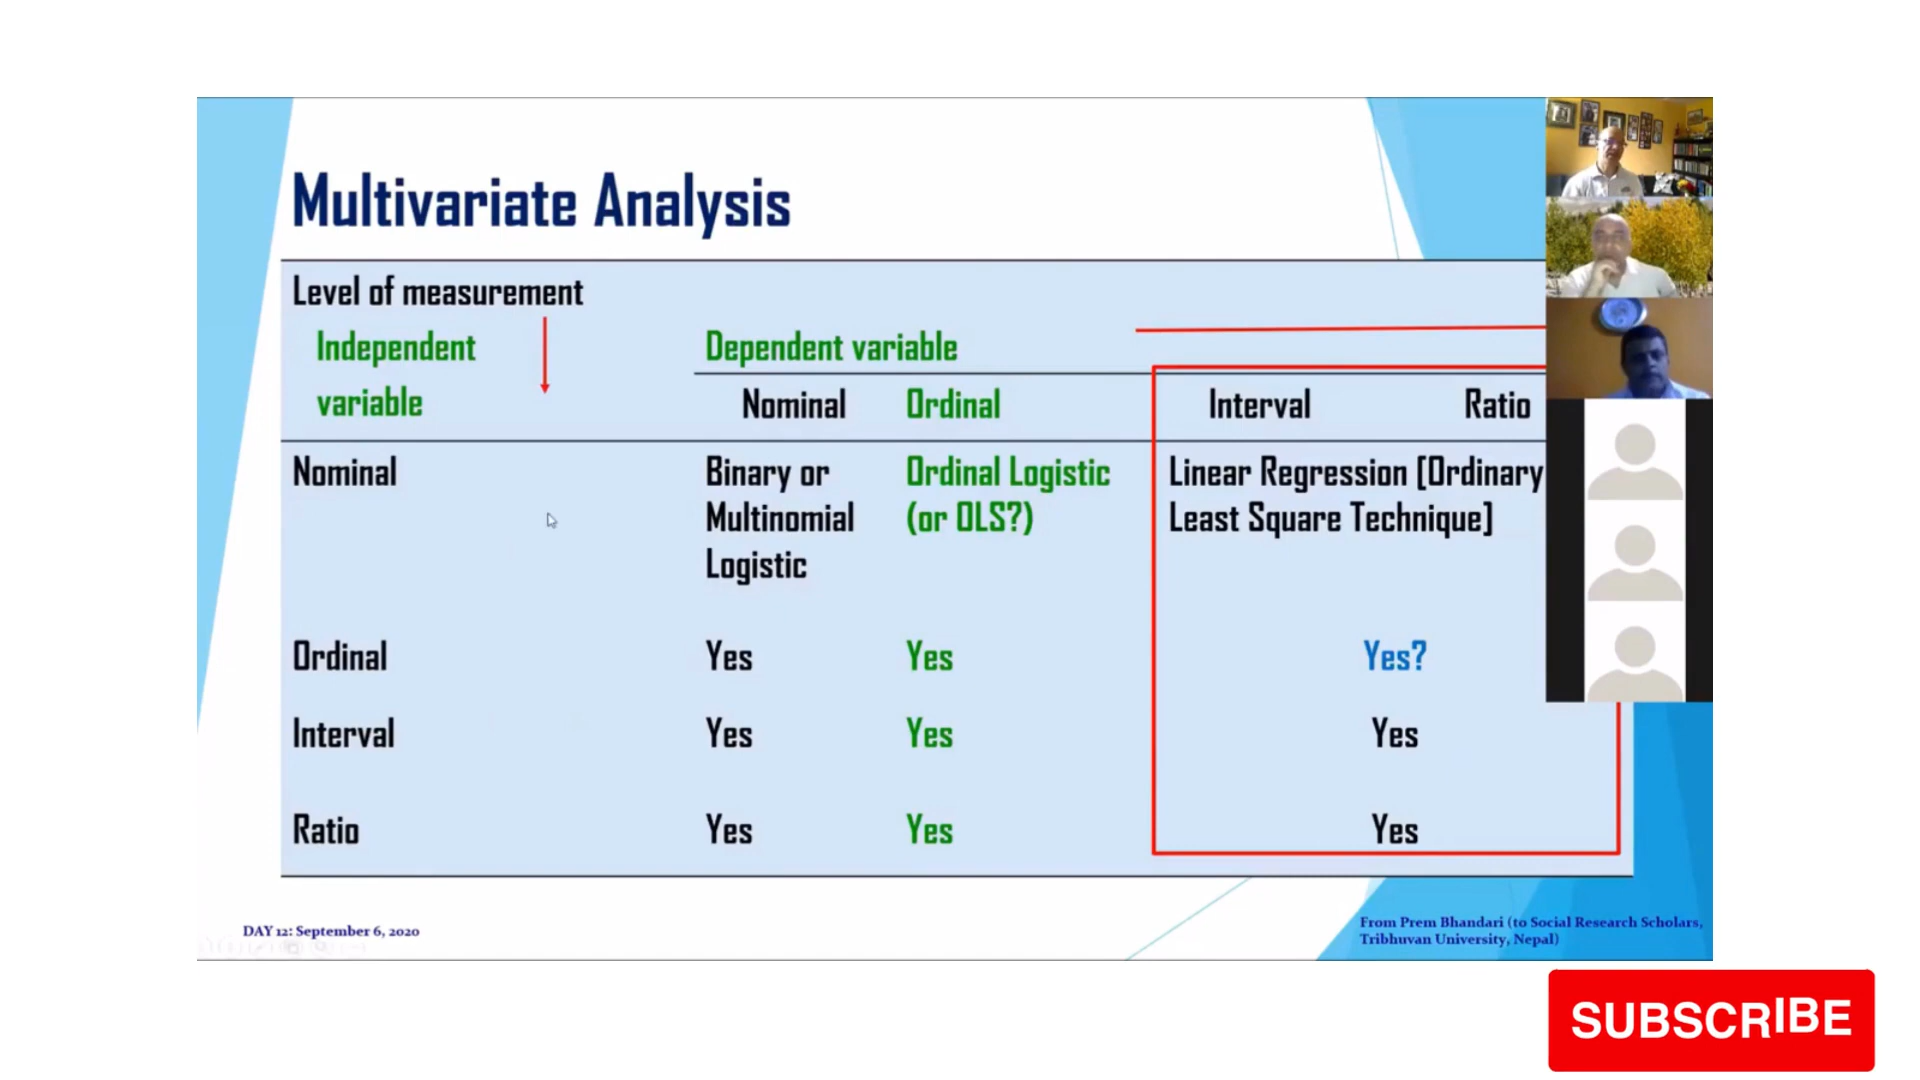 Multivariate Analysis
Level of measurement
Independent
variable
Dependent variable
Nominal Ordinal Interval Ratio
Nominal
Binary or
Multinomial
Logistic
Ordinal Logistic
(or OLS?)
Linear Regression [Ordinary
Least Square Technique]
Ordinal Yes Yes Yes?
Interval Yes Yes Yes
Ratio Yes Yes Yes
DAY 12: September 6, 2020
From Prem Bhandari (to Social Research Scholars,
Tribhuvan University, Nepal)
SUBSCRIBE